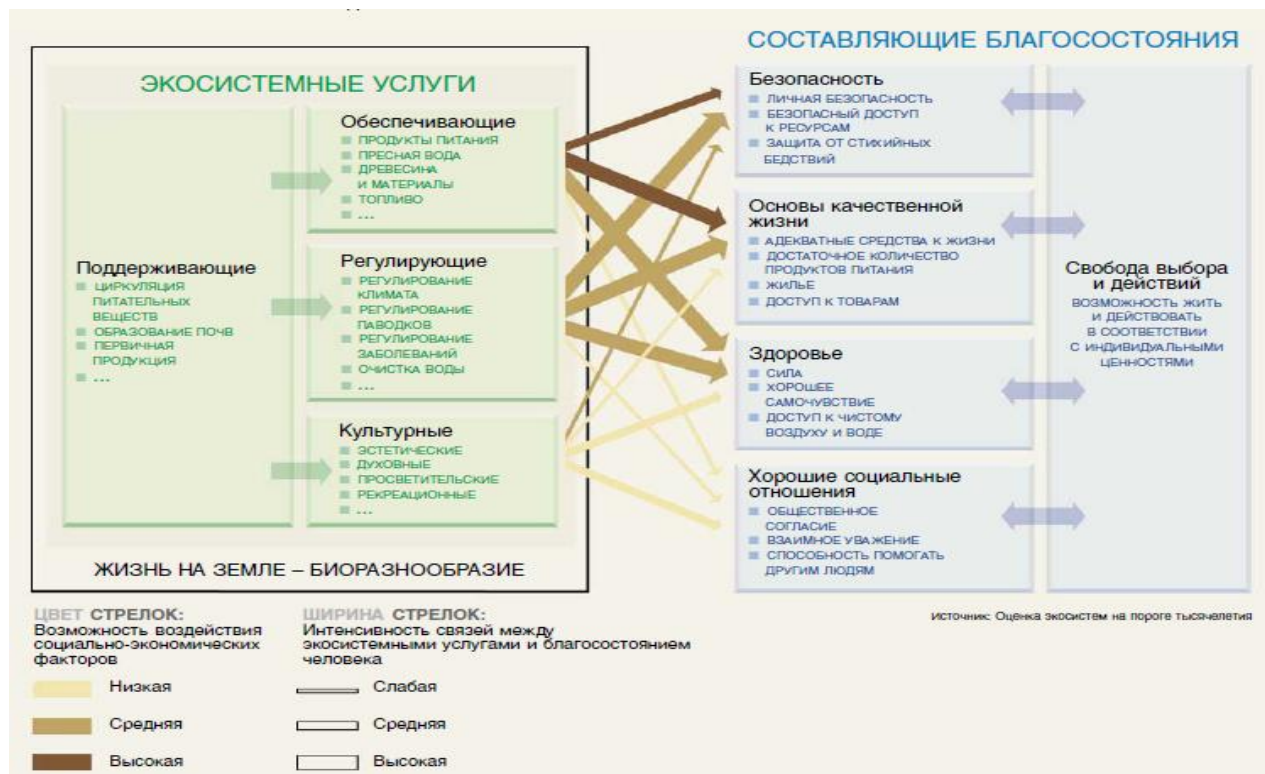 СОСТАВЛЯЮЩИЕ БЛАГОСОСТОЯНИЯ
ЭКОСИСТЕМНЫЕ УСЛУГИ
Поддерживающие
ЦИРКУЛЯЦИЯ
ПИТАТЕЛЬНЫХ
ВЕЩЕСТВ
ОБРАЗОВАНИЕ ПОЧВ
ПЕРВИЧНАЯ
ПРОДУКЦИЯ
...
Обеспечивающие
ПРОДУКТЫ ПИТАНИЯ
ПРЕСНАЯ ВОДА
ДРЕВЕСИНА
И МАТЕРИАЛЫ
ТОПЛИВО
...
Регулирующие
РЕГУЛИРОВАНИЕ
КЛИМАТА
РЕГУЛИРОВАНИЕ
ПАВОДКОВ
РЕГУЛИРОВАНИЕ
ЗАБОЛЕВАНИЙ
ОЧИСТКА ВОДЫ
...
Культурные
ЭСТЕТИЧЕСКИЕ
ДУХОВНЫЕ
ПРОСВЕТИТЕЛЬСКИЕ
РЕКРЕАЦИОННЫЕ
...
ЖИЗНЬ НА ЗЕМЛЕ – БИОРАЗНООБРАЗИЕ
Безопасность
ЛИЧНАЯ БЕЗОПАСНОСТЬ
БЕЗОПАСНЫЙ ДОСТУП
К РЕСУРСАМ
ЗАЩИТА ОТ СТИХИЙНЫХ
БЕДСТВИЙ
Основы качественной
жизни
АДЕКВАТНЫЕ СРЕДСТВА К ЖИЗНИ
ДОСТАТОЧНОЕ КОЛИЧЕСТВО
ПРОДУКТОВ ПИТАНИЯ
ЖИЛЬЕ
ДОСТУП К ТОВАРАМ
Здоровье
СИЛА
ХОРОШЕЕ
САМОЧУВСТВИЕ
ДОСТУП К ЧИСТОМУ
ВОЗДУХУ И ВОДЕ
Хорошие социальные
отношения
ОБЩЕСТВЕННОЕ
СОГЛАСИЕ
ВЗАИМНОЕ УВАЖЕНИЕ
СПОСОБНОСТЬ ПОМОГАТЬ
ДРУГИМ ЛЮДЯМ
Свобода выбора
и действий
ВОЗМОЖНОСТЬ ЖИТЬ
И ДЕЙСТВОВАТЬ
В СООТВЕТСТВИИ
С ИНДИВИДУАЛЬНЫМИ
ЦЕННОСТЯМИ
Источник: Оценка экосистем на пороге тысячелетия
ЦВЕТ СТРЕЛОК:
Возможность воздействия
социально-экономических
факторов
Низкая
Средняя
Высокая
ШИРИНА СТРЕЛОК:
Интенсивность связей между
экосистемными услугами и благосостоянием
человека
Слабая
Средняя
Высокая